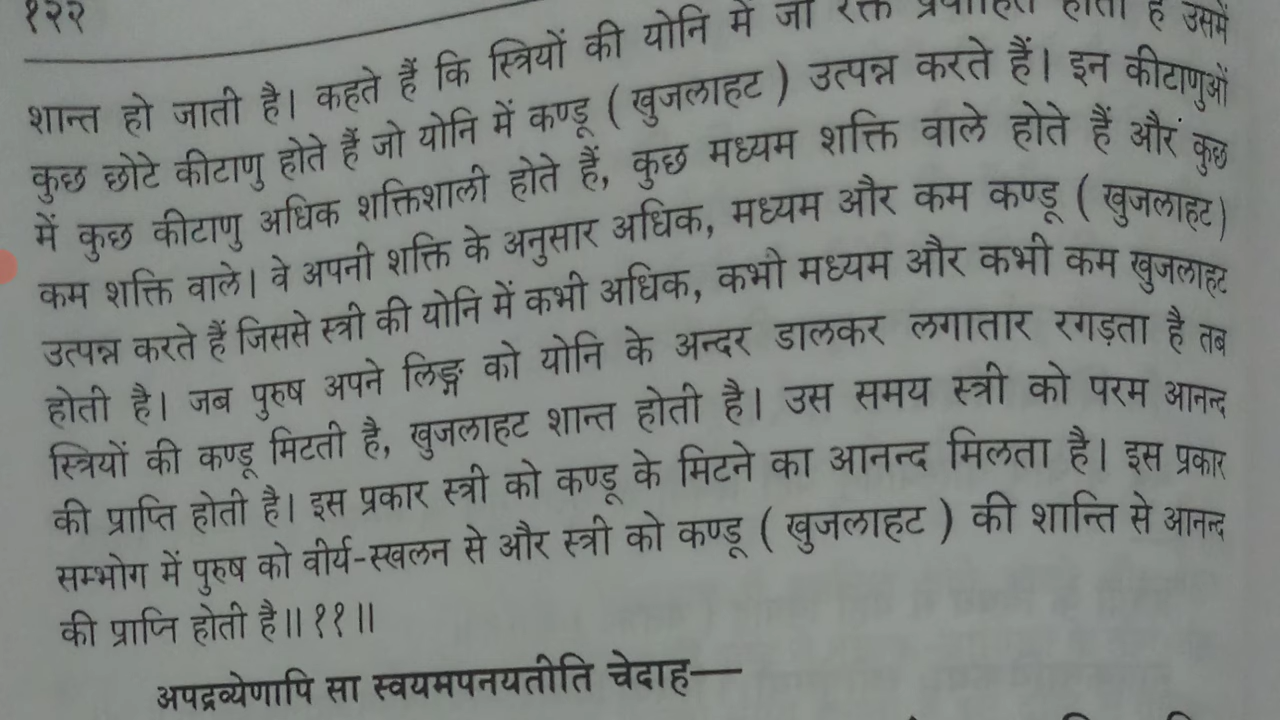 १२२
शान्त हो जाती है। कहते हैं कि स्त्रियों की योनि में जो रक्त प्रवाहित होता है उसमें
कुछ छोटे कीटाणु होते हैं जो योनि में कण्डू ( खुजलाहट ) उत्पन्न करते हैं। इन कीटाणुओं
में कुछ कीटाणु अधिक शक्तिशाली होते हैं, कुछ मध्यम शक्ति वाले होते हैं और कुछ
कम शक्ति वाले। वे अपनी शक्ति के अनुसार अधिक, मध्यम और कम कण्डू ( खुजलाहट)
उत्पन्न करते हैं जिससे स्त्री की योनि में कभी अधिक, कभी मध्यम और कभी कम खुजलाहट
होती है। जब पुरुष अपने लिङ्ग को योनि के अन्दर डालकर लगातार रगड़ता है तब
स्त्रियों की कण्डू मिटती है, खुजलाहट शान्त होती है। उस समय स्त्री को परम आनन्द
की प्राप्ति होती है। इस प्रकार स्त्री को कण्डू के मिटने का आनन्द मिलता है। इस प्रकार
सम्भोग में पुरुष को वीर्य-स्खलन से और स्त्री को कण्डू ( खुजलाहट ) की शान्ति से आनन्द
की प्राप्ति होती है॥११॥
अपद्रव्येणापि सा स्वयमपनयतीति चेदाह—